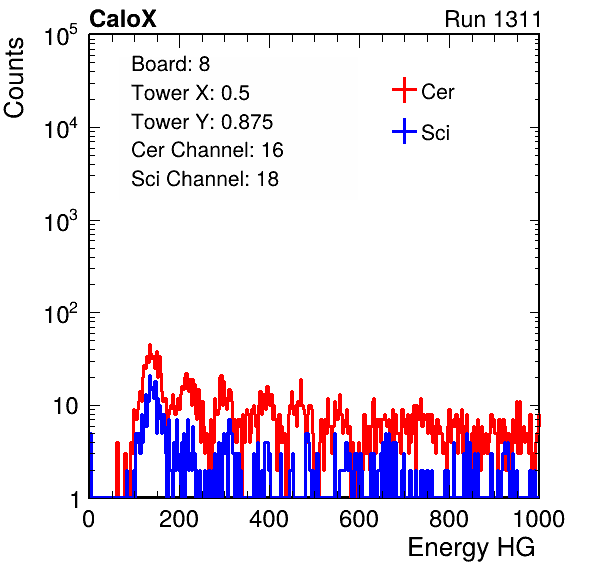 CaloX Run 1311
Counts
Board: 8
Tower X: 0.5
Tower Y: 0.875
Cer Channel: 16
Sci Channel: 18
Cer
Sci
10^5
10^4
10^3
10^2
10
1
0 200 400 600 800 1000
Energy HG